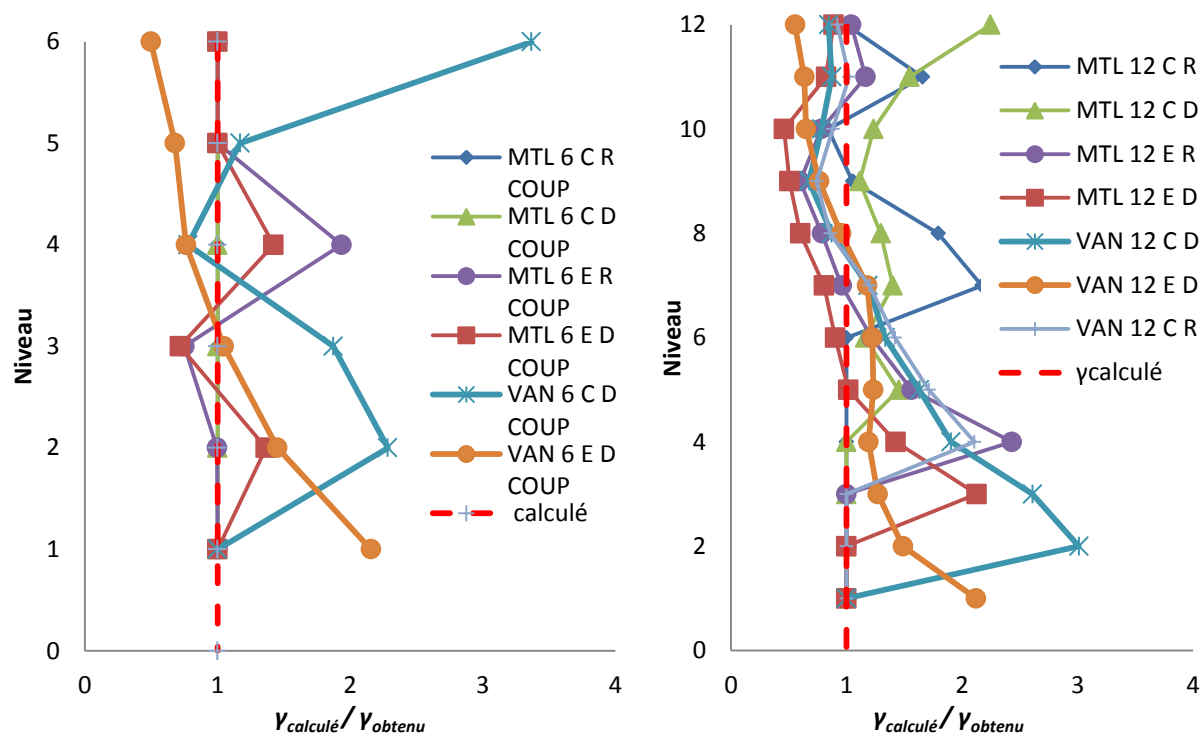 Niveau
6
5
4
3
2
1
0
0 1 2 3 4
γcalculé / γobtenu
MTL 6 C R
COUP
MTL 6 C D
COUP
MTL 6 E R
COUP
MTL 6 E D
COUP
VAN 6 C D
COUP
VAN 6 E D
COUP
calculé
Niveau
12
10
8
6
4
2
0
0 1 2 3 4
γcalculé / γobtenu
MTL 12 C R
MTL 12 C D
MTL 12 E R
MTL 12 E D
VAN 12 C D
VAN 12 E D
VAN 12 C R
γcalculé